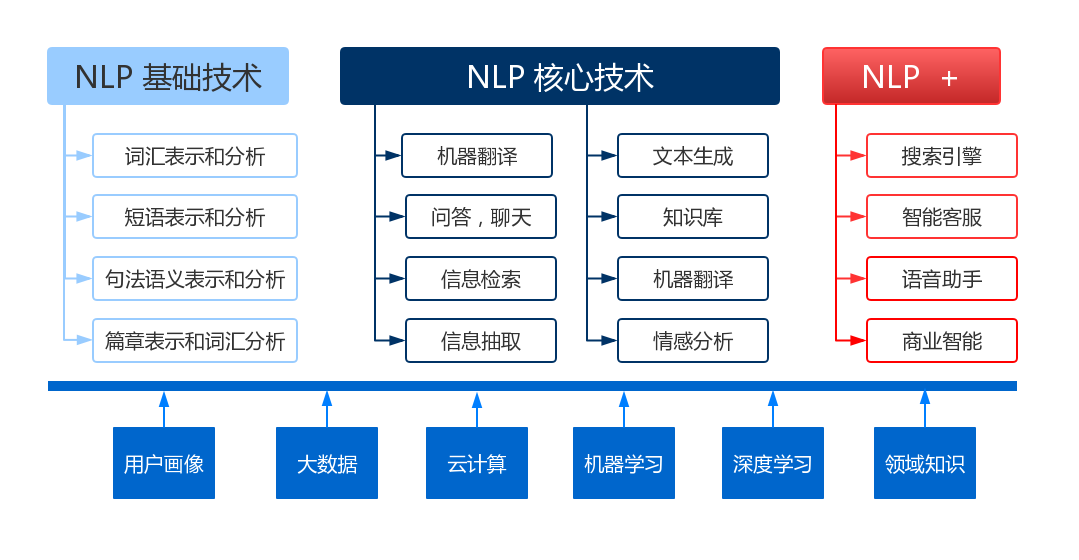 NLP 基础技术
词汇表示和分析
短语表示和分析
句法语义表示和分析
篇章表示和词汇分析
NLP 核心技术
机器翻译
问答，聊天
信息检索
信息抽取
文本生成
知识库
机器翻译
情感分析
NLP +
搜索引擎
智能客服
语音助手
商业智能
用户画像
大数据
云计算
机器学习
深度学习
领域知识